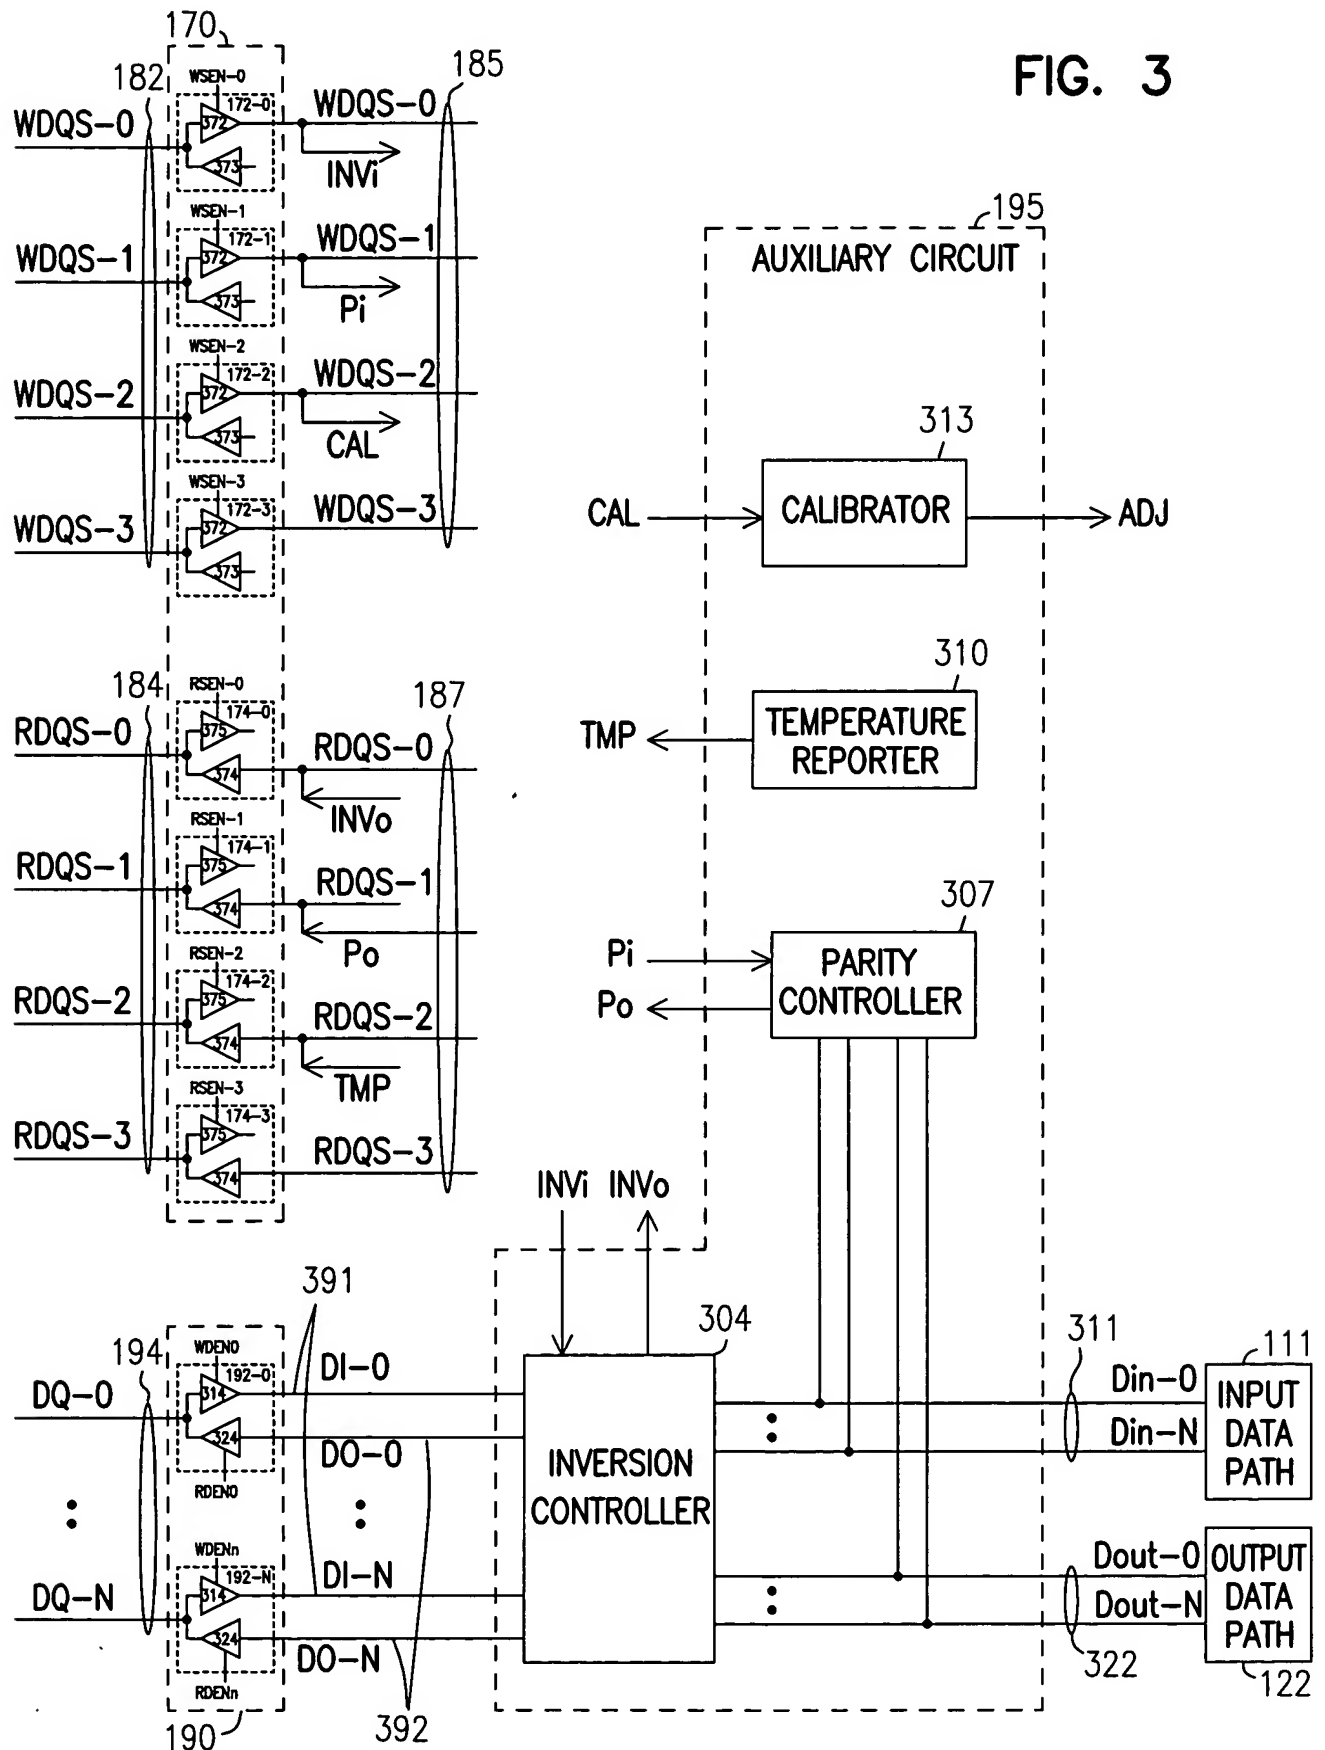 FIG. 3
170
182
185
WSEN-0
172-0
WDQS-0
372
373
WDQS-0
INVi
WSEN-1
172-1
WDQS-1
372
373
WDQS-1
Pi
WSEN-2
172-2
WDQS-2
372
373
WDQS-2
CAL
WSEN-3
172-3
WDQS-3
372
373
WDQS-3
195
AUXILIARY CIRCUIT
313
CAL
CALIBRATOR
ADJ
310
TMP
TEMPERATURE
REPORTER
307
Pi
Po
PARITY
CONTROLLER
184
187
RSEN-0
174-0
RDQS-0
375
374
RDQS-0
INVo
RSEN-1
174-1
RDQS-1
375
374
RDQS-1
Po
RSEN-2
174-2
RDQS-2
375
374
RDQS-2
TMP
RSEN-3
174-3
RDQS-3
375
374
RDQS-3
INVi INVo
304
INVERSION
CONTROLLER
391
194
WDEN0
192-0
DQ-0
314
324
RDEN0
DI-0
DO-0
WDENn
192-N
DQ-N
314
324
RDENn
DI-N
DO-N
190
392
311
Din-0
Din-N
111
INPUT
DATA
PATH
Dout-0
Dout-N
322
OUTPUT
DATA
PATH
122